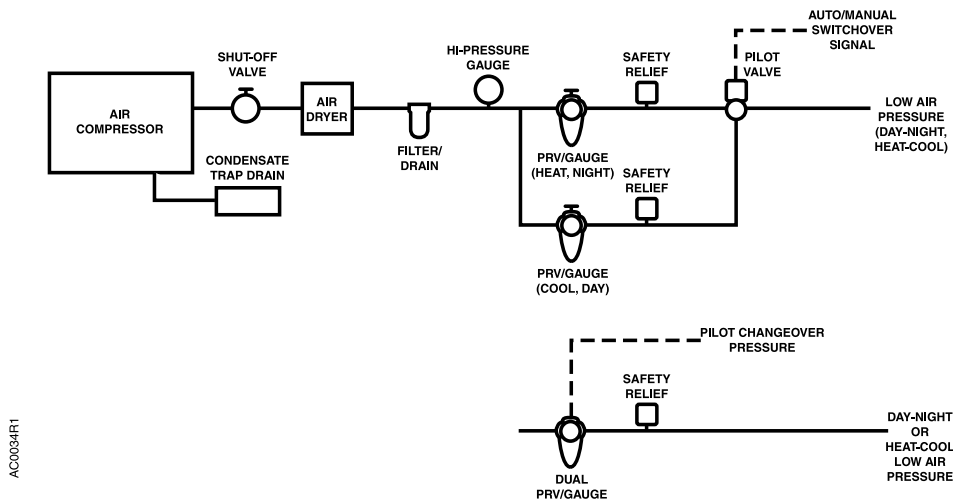 AUTO/MANUAL
SWITCHOVER
SIGNAL
SHUT-OFF
VALVE
HI-PRESSURE
GAUGE
SAFETY
RELIEF
PILOT
VALVE
AIR
COMPRESSOR
AIR
DRYER
LOW AIR
PRESSURE
(DAY-NIGHT,
HEAT-COOL)
FILTER/
DRAIN
CONDENSATE
TRAP DRAIN
PRV/GAUGE
(HEAT, NIGHT)
SAFETY
RELIEF
PRV/GAUGE
(COOL, DAY)
PILOT CHANGEOVER
PRESSURE
SAFETY
RELIEF
DAY-NIGHT
OR
HEAT-COOL
LOW AIR
PRESSURE
DUAL
PRV/GAUGE
AC0034R1